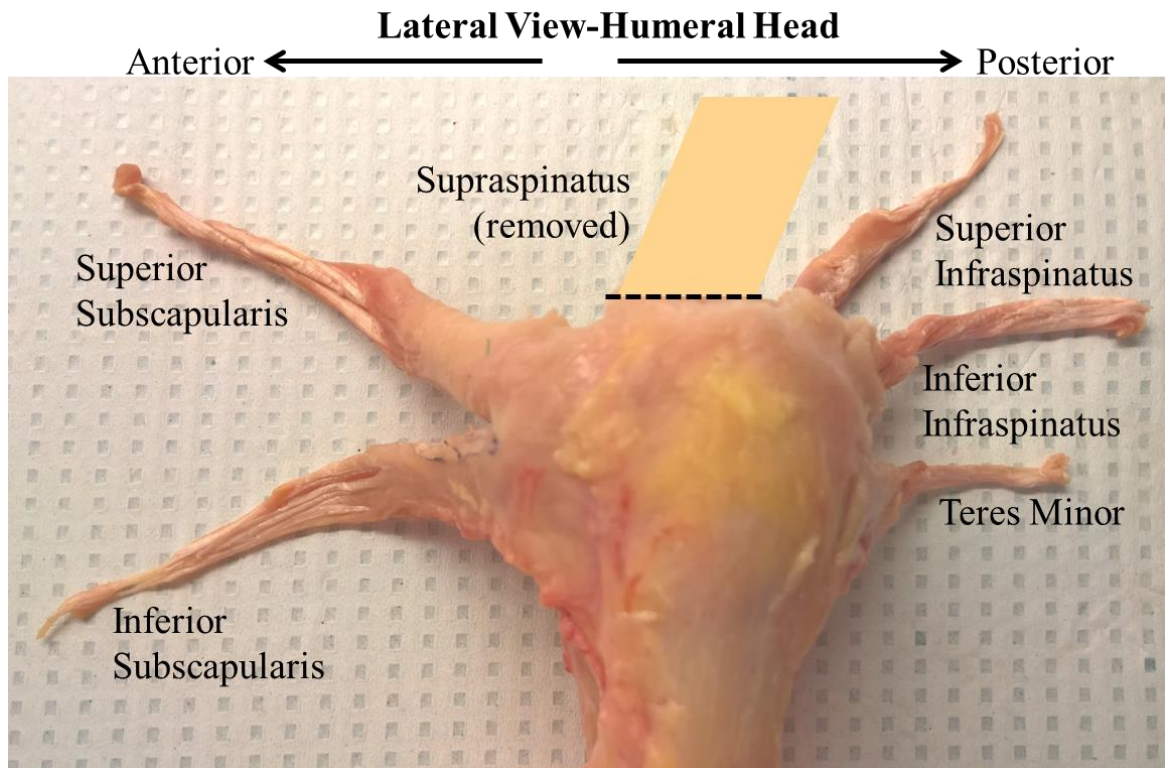 Lateral View-Humeral Head
Anterior
Posterior
Supraspinatus
(removed)
Superior
Subscapularis
Superior
Infraspinatus
Inferior
Infraspinatus
Teres Minor
Inferior
Subscapularis